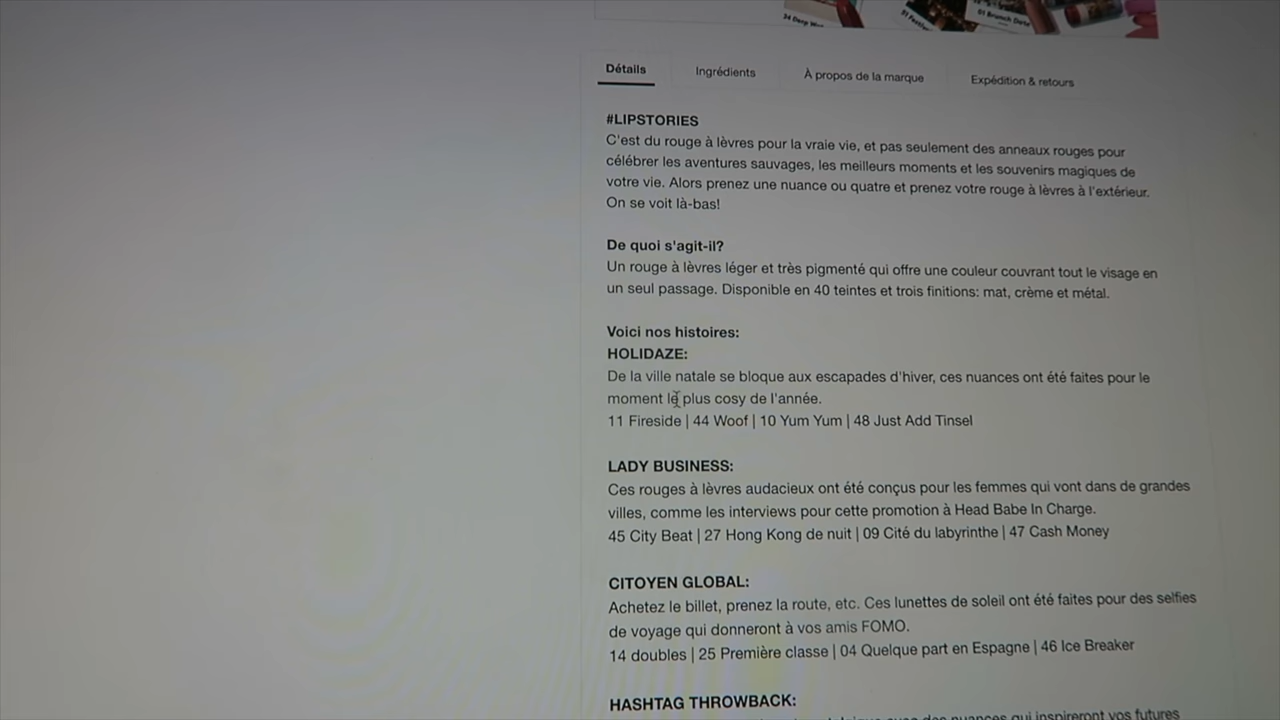 01 Brunch Date
Détails Ingrédients À propos de la marque Expédition & retours
#LIPSTORIES
C'est du rouge à lèvres pour la vraie vie, et pas seulement des anneaux rouges pour
célébrer les aventures sauvages, les meilleurs moments et les souvenirs magiques de
votre vie. Alors prenez une nuance ou quatre et prenez votre rouge à lèvres à l'extérieur.
On se voit là-bas!
De quoi s'agit-il?
Un rouge à lèvres léger et très pigmenté qui offre une couleur couvrant tout le visage en
un seul passage. Disponible en 40 teintes et trois finitions: mat, crème et métal.
Voici nos histoires:
HOLIDAZE:
De la ville natale se bloque aux escapades d'hiver, ces nuances ont été faites pour le
moment le plus cosy de l'année.
11 Fireside | 44 Woof | 10 Yum Yum | 48 Just Add Tinsel
LADY BUSINESS:
Ces rouges à lèvres audacieux ont été conçus pour les femmes qui vont dans de grandes
villes, comme les interviews pour cette promotion à Head Babe In Charge.
45 City Beat | 27 Hong Kong de nuit | 09 Cité du labyrinthe | 47 Cash Money
CITOYEN GLOBAL:
Achetez le billet, prenez la route, etc. Ces lunettes de soleil ont été faites pour des selfies
de voyage qui donneront à vos amis FOMO.
14 doubles | 25 Première classe | 04 Quelque part en Espagne | 46 Ice Breaker
HASHTAG THROWBACK:
des nuances qui inspireront vos futures